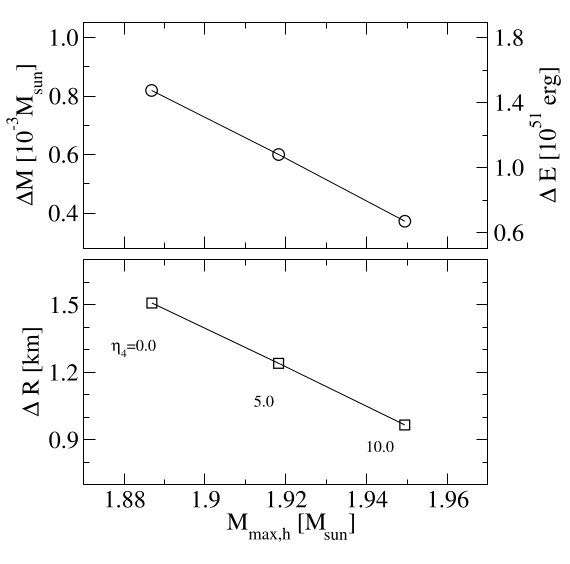 1.0
0.8
0.6
0.4
ΔM [10⁻³M_sun]
1.8
1.4
1.0
0.6
Δ E [10⁵¹ erg]
1.5
1.2
0.9
Δ R [km]
η₄=0.0
5.0
10.0
1.88 1.9 1.92 1.94 1.96
M_max,h [M_sun]